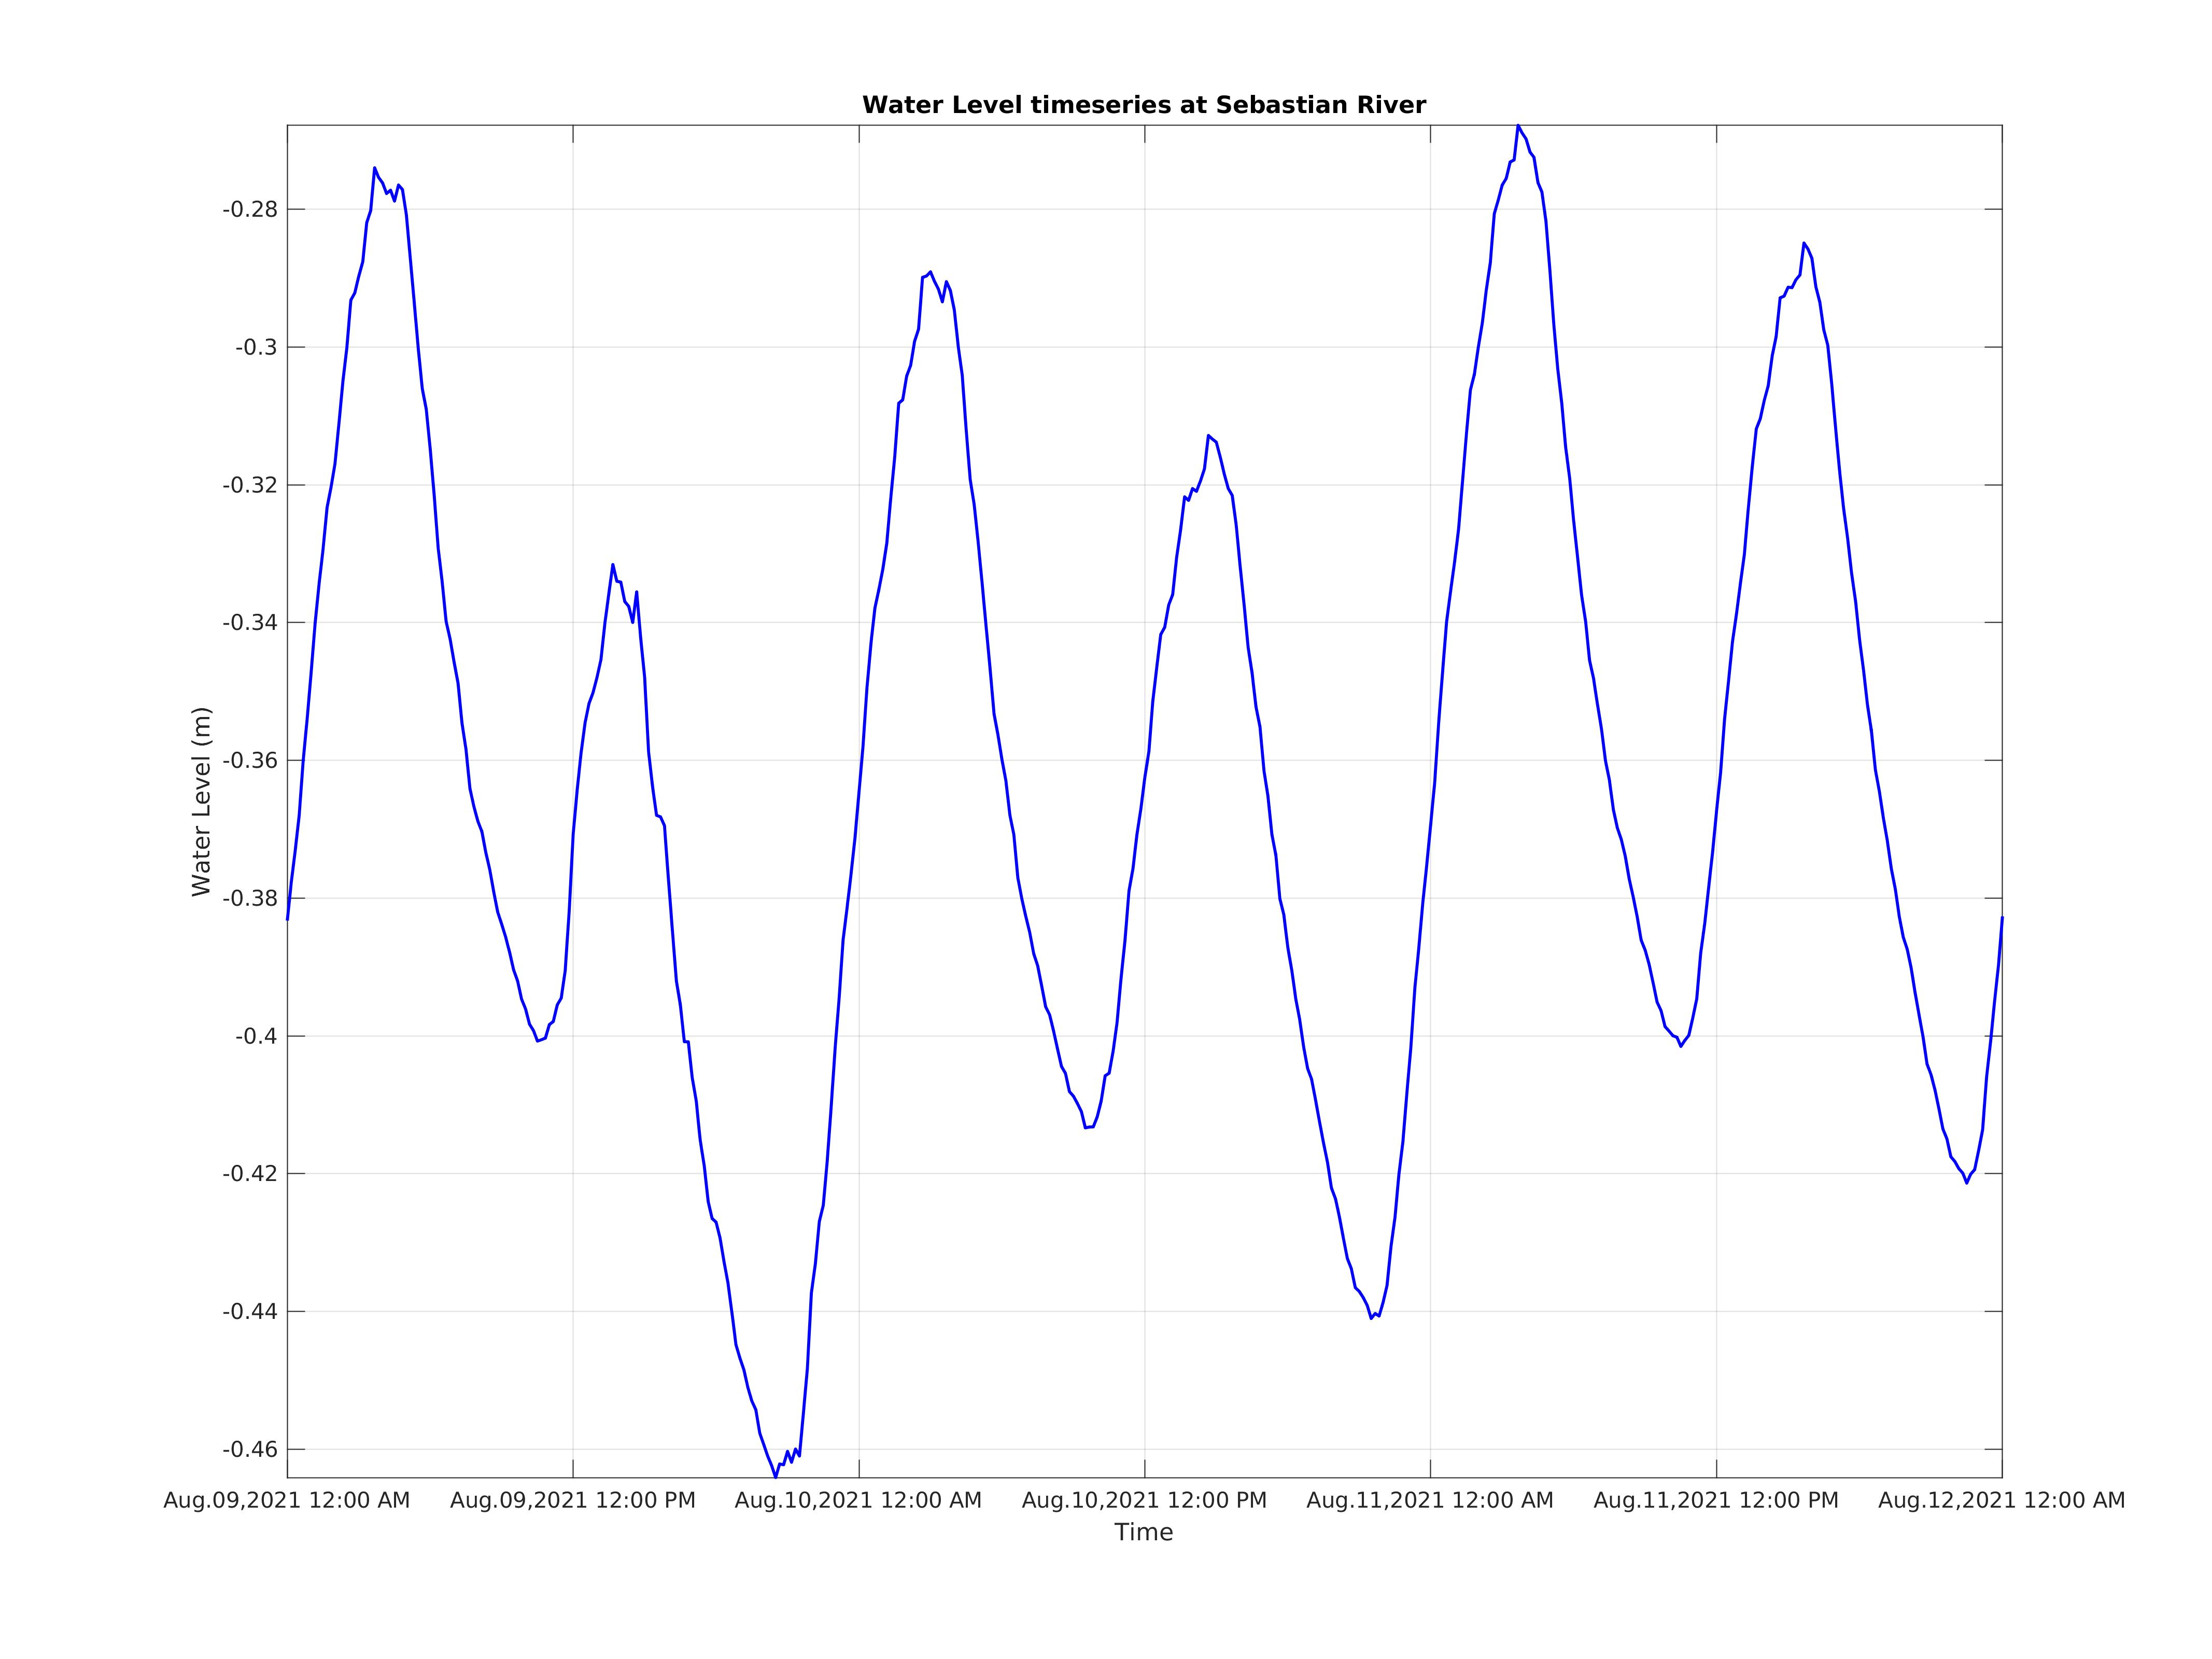 Water Level timeseries at Sebastian River
-0.28
-0.3
-0.32
-0.34
-0.36
-0.38
-0.4
-0.42
-0.44
-0.46
Water Level (m)
Aug.09,2021 12:00 AM Aug.09,2021 12:00 PM Aug.10,2021 12:00 AM Aug.10,2021 12:00 PM Aug.11,2021 12:00 AM Aug.11,2021 12:00 PM Aug.12,2021 12:00 AM
Time